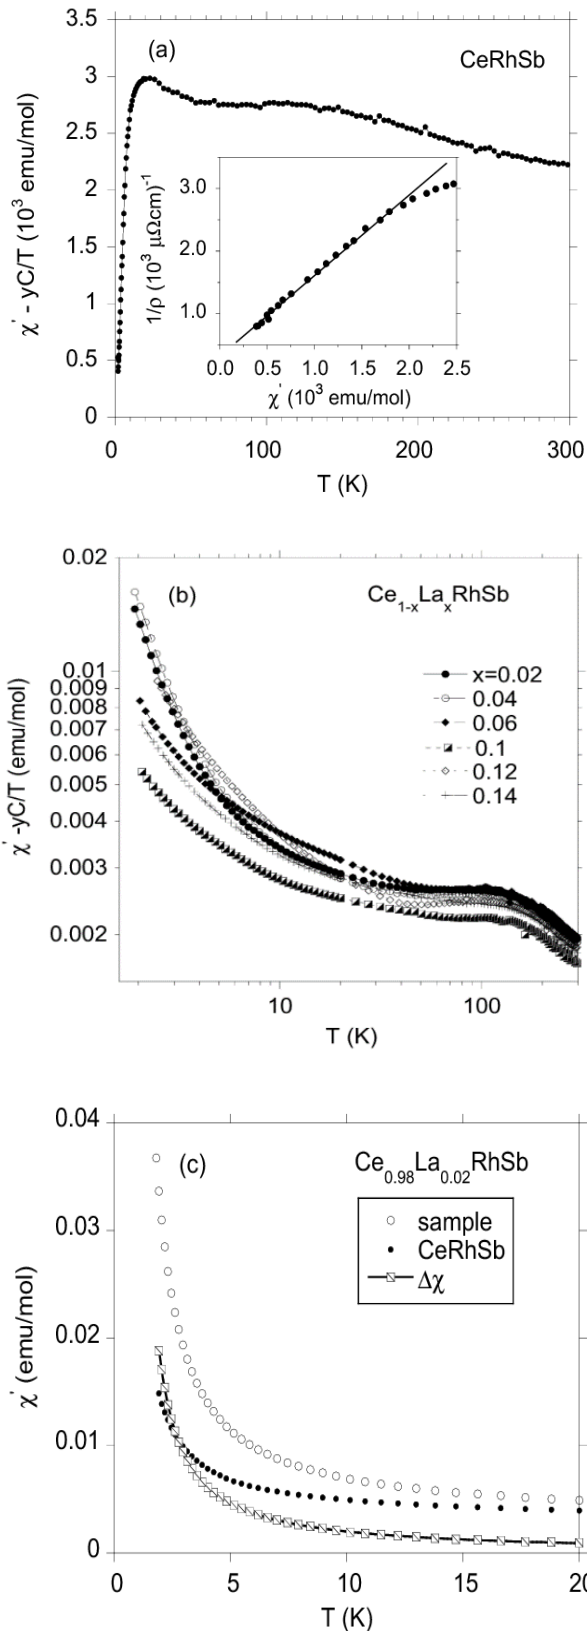 3.5
(a)
CeRhSb
3
2.5
2
1.5
1
0.5
0
χ' - yC/T (10³ emu/mol)
3.0
2.0
1.0
1/ρ (10³ μΩcm)⁻¹
0.0 0.5 1.0 1.5 2.0 2.5
χ' (10³ emu/mol)
0 100 200 300
T (K)
0.02
(b)
Ce₁₋ₓLaₓRhSb
0.01
0.009
0.008
0.007
0.006
0.005
0.004
0.003
0.002
χ' -yC/T (emu/mol)
x=0.02
0.04
0.06
0.1
0.12
0.14
10 100
T (K)
0.04
(c)
Ce₀.₉₈La₀.₀₂RhSb
sample
CeRhSb
Δχ
0.03
0.02
0.01
0
χ' (emu/mol)
0 5 10 15 20
T (K)